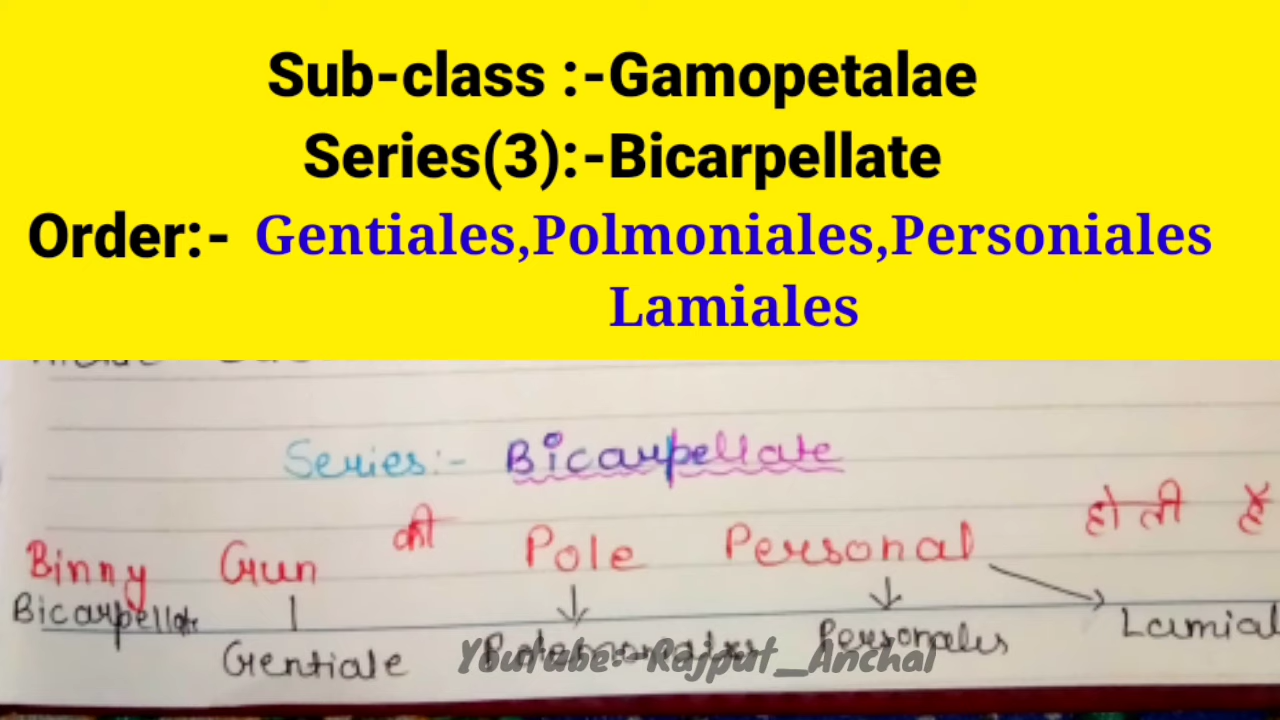 Sub-class :-Gamopetalae
Series(3):-Bicarpellate
Order:- Gentiales,Polmoniales,Personiales
Lamiales
Series:- Bicarpellate
Binny Gun की Pole Personal होती है
Bicarpellate Gentiale Personales Lamial
Youtube:-Rajput_Anchal